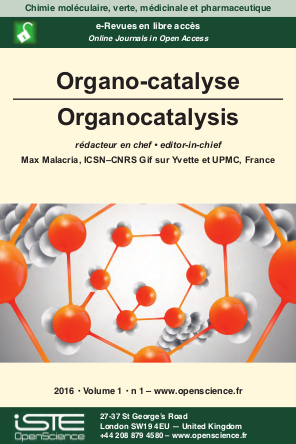 Chimie moléculaire, verte, médicinale et pharmaceutique
e-Revues en libre accès
Online Journals in Open Access
Organo-catalyse
Organocatalysis
rédacteur en chef • editor-in-chief
Max Malacria, ICSN–CNRS Gif sur Yvette et UPMC, France
2016 • Volume 1 • n 1 – www.openscience.fr
iSTE
OpenScience
27-37 St George's Road
London SW19 4EU — United Kingdom
+44 208 879 4580 – www.iste.co.uk